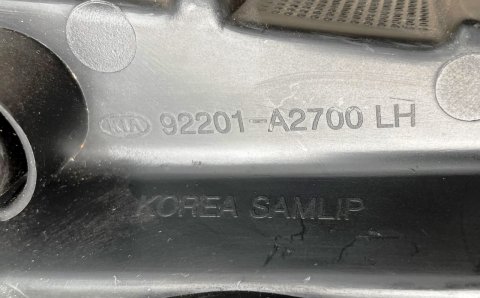 KIA 92201-A2700 LH
KOREA SAMLIP